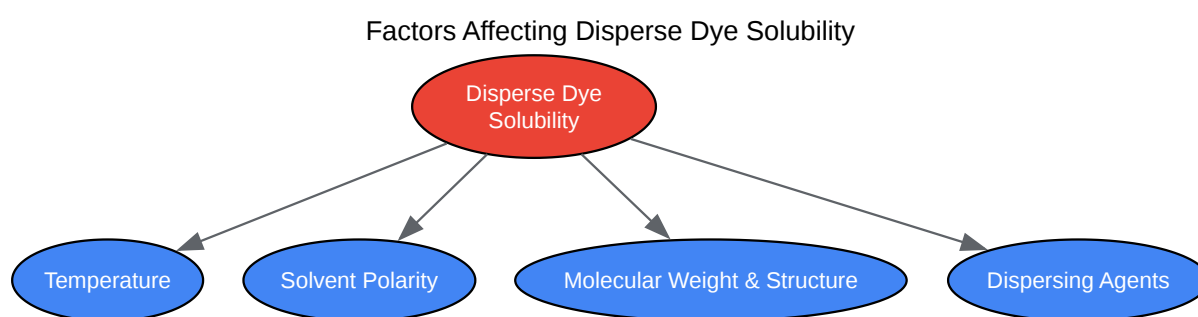 Factors Affecting Disperse Dye Solubility
Disperse Dye
Solubility
Temperature
Solvent Polarity
Molecular Weight & Structure
Dispersing Agents